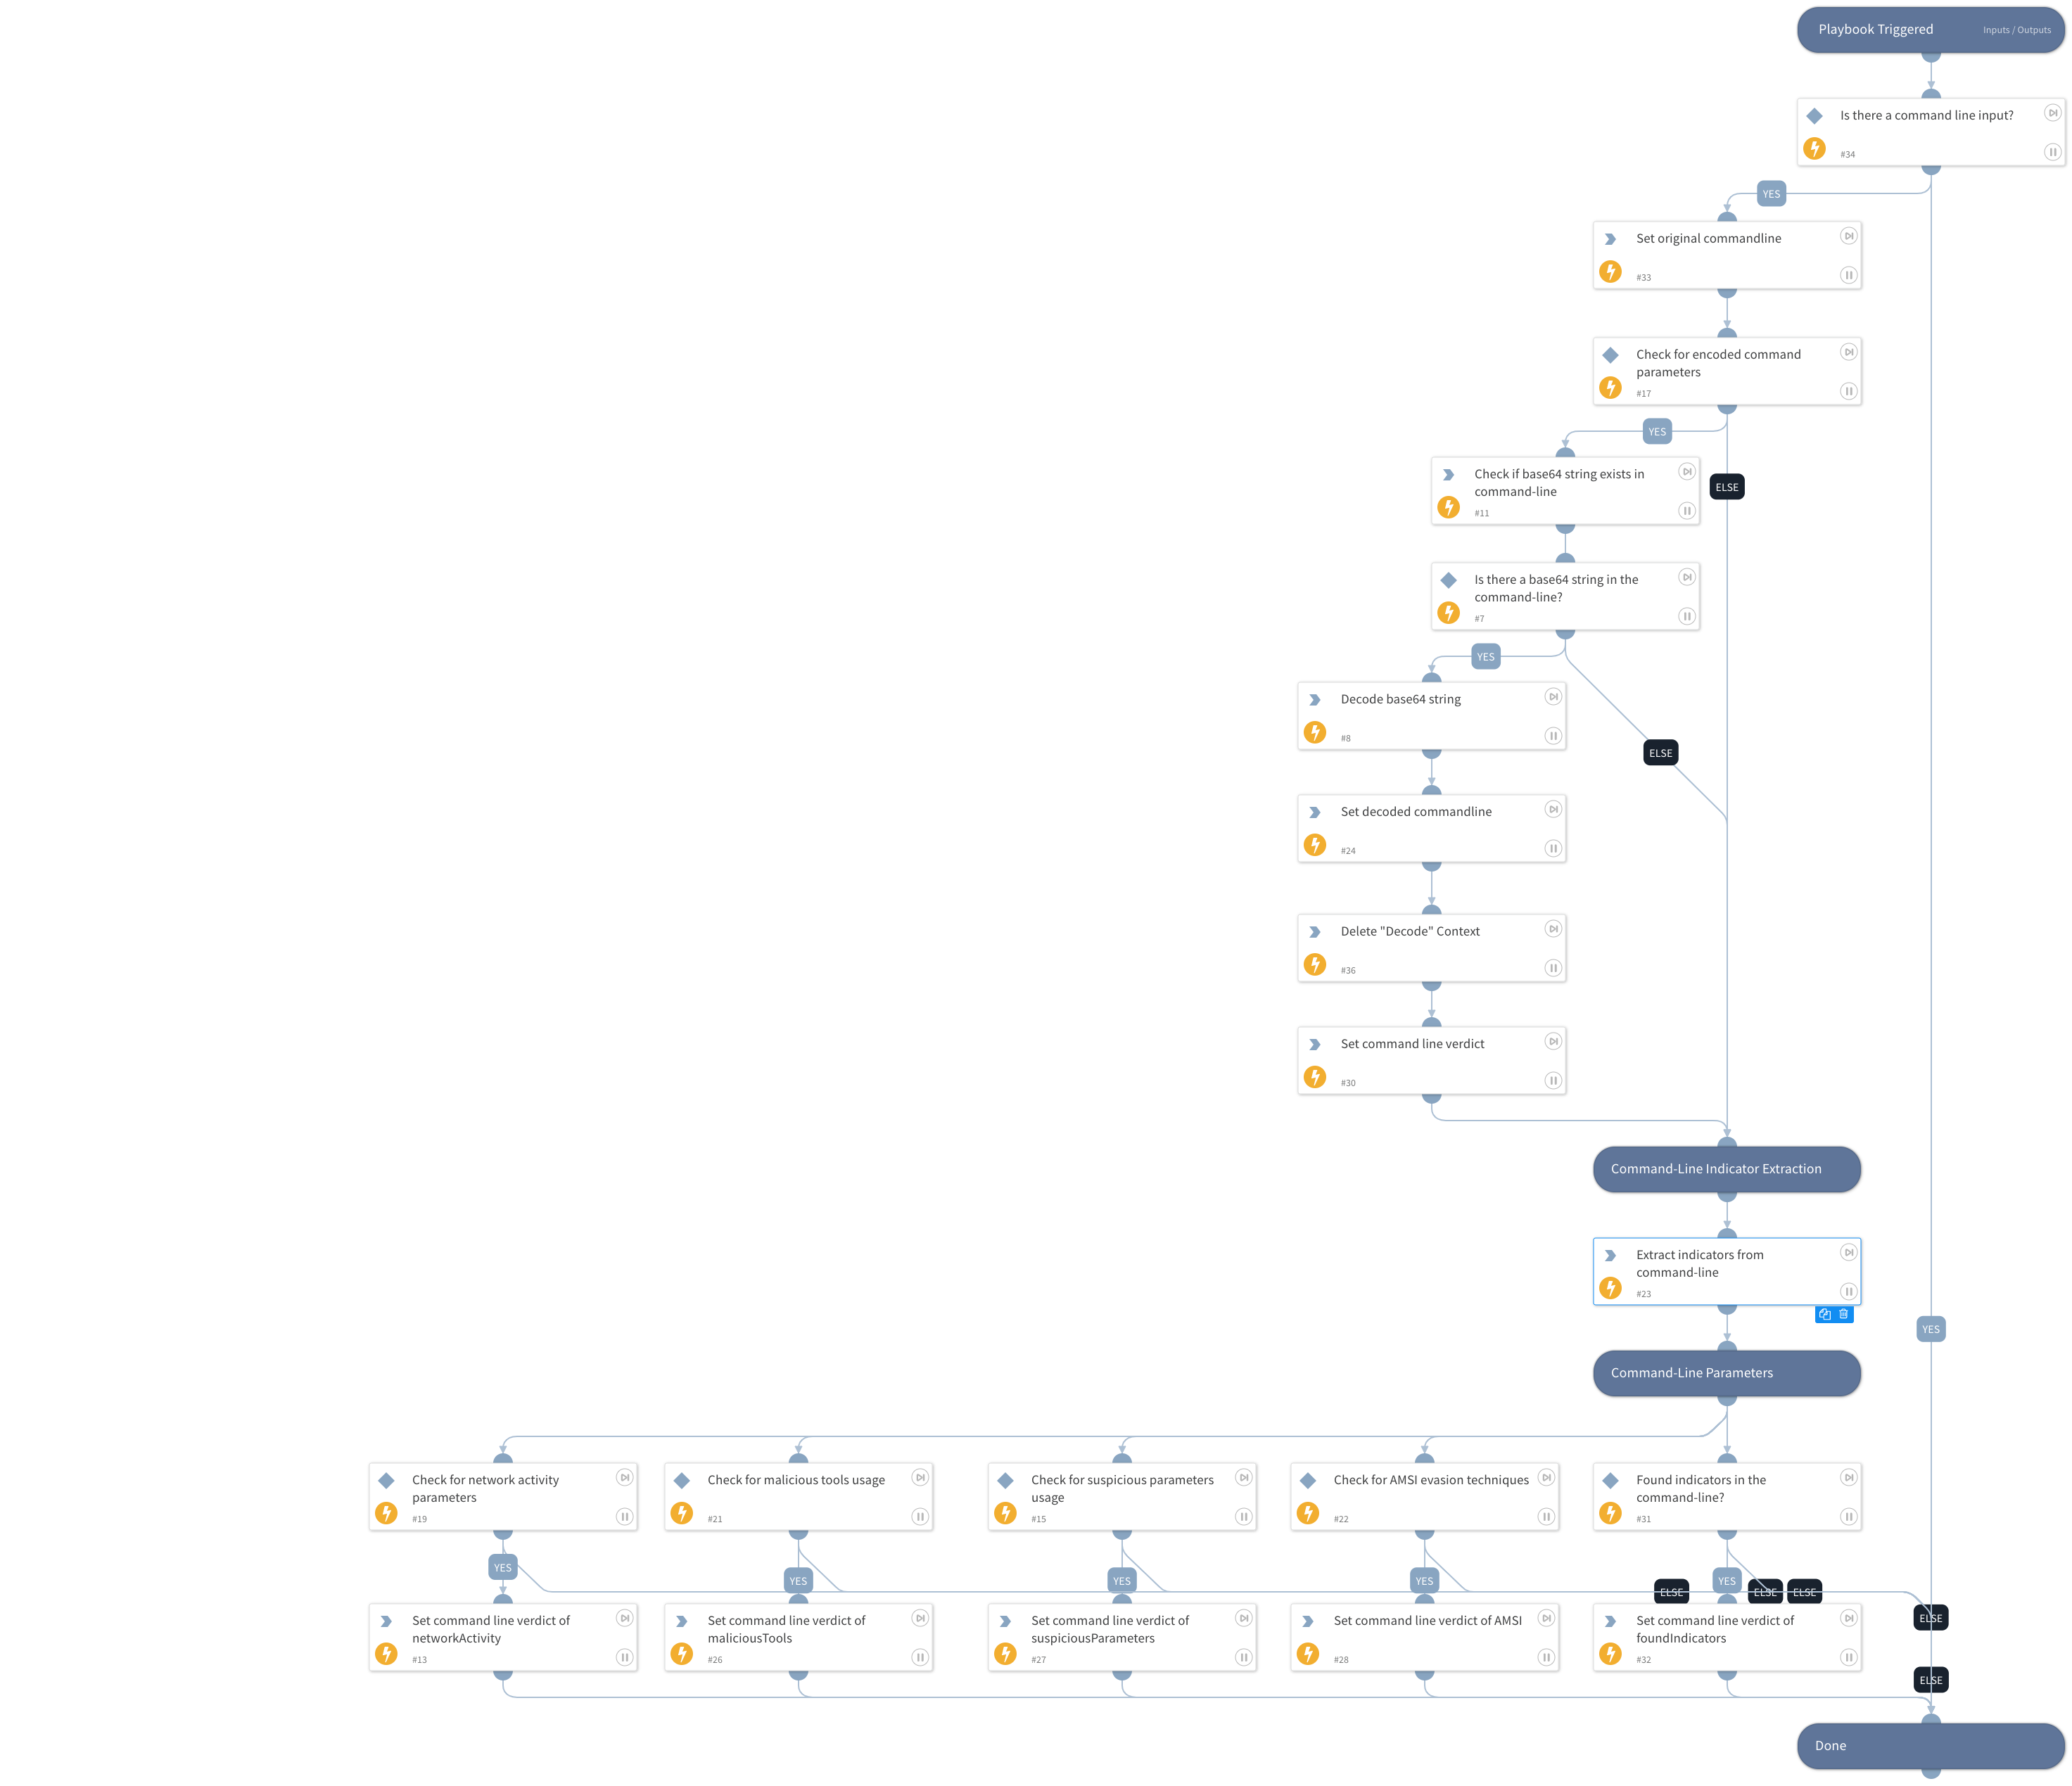 Playbook Triggered
Inputs / Outputs
Is there a command line input?
#34
YES
Set original commandline
#33
Check for encoded command
parameters
#17
YES
Check if base64 string exists in
command-line
#11
ELSE
Is there a base64 string in the
command-line?
#7
YES
Decode base64 string
#8
ELSE
Set decoded commandline
#24
Delete "Decode" Context
#36
Set command line verdict
#30
Command-Line Indicator Extraction
Extract indicators from
command-line
#23
YES
Command-Line Parameters
Check for network activity
parameters
#19
Check for malicious tools usage
#21
Check for suspicious parameters
usage
#15
Check for AMSI evasion techniques
#22
Found indicators in the
command-line?
#31
YES
YES
YES
YES
ELSE
YES
ELSE
ELSE
ELSE
Set command line verdict of
networkActivity
#13
Set command line verdict of
maliciousTools
#26
Set command line verdict of
suspiciousParameters
#27
Set command line verdict of AMSI
#28
Set command line verdict of
foundIndicators
#32
ELSE
Done